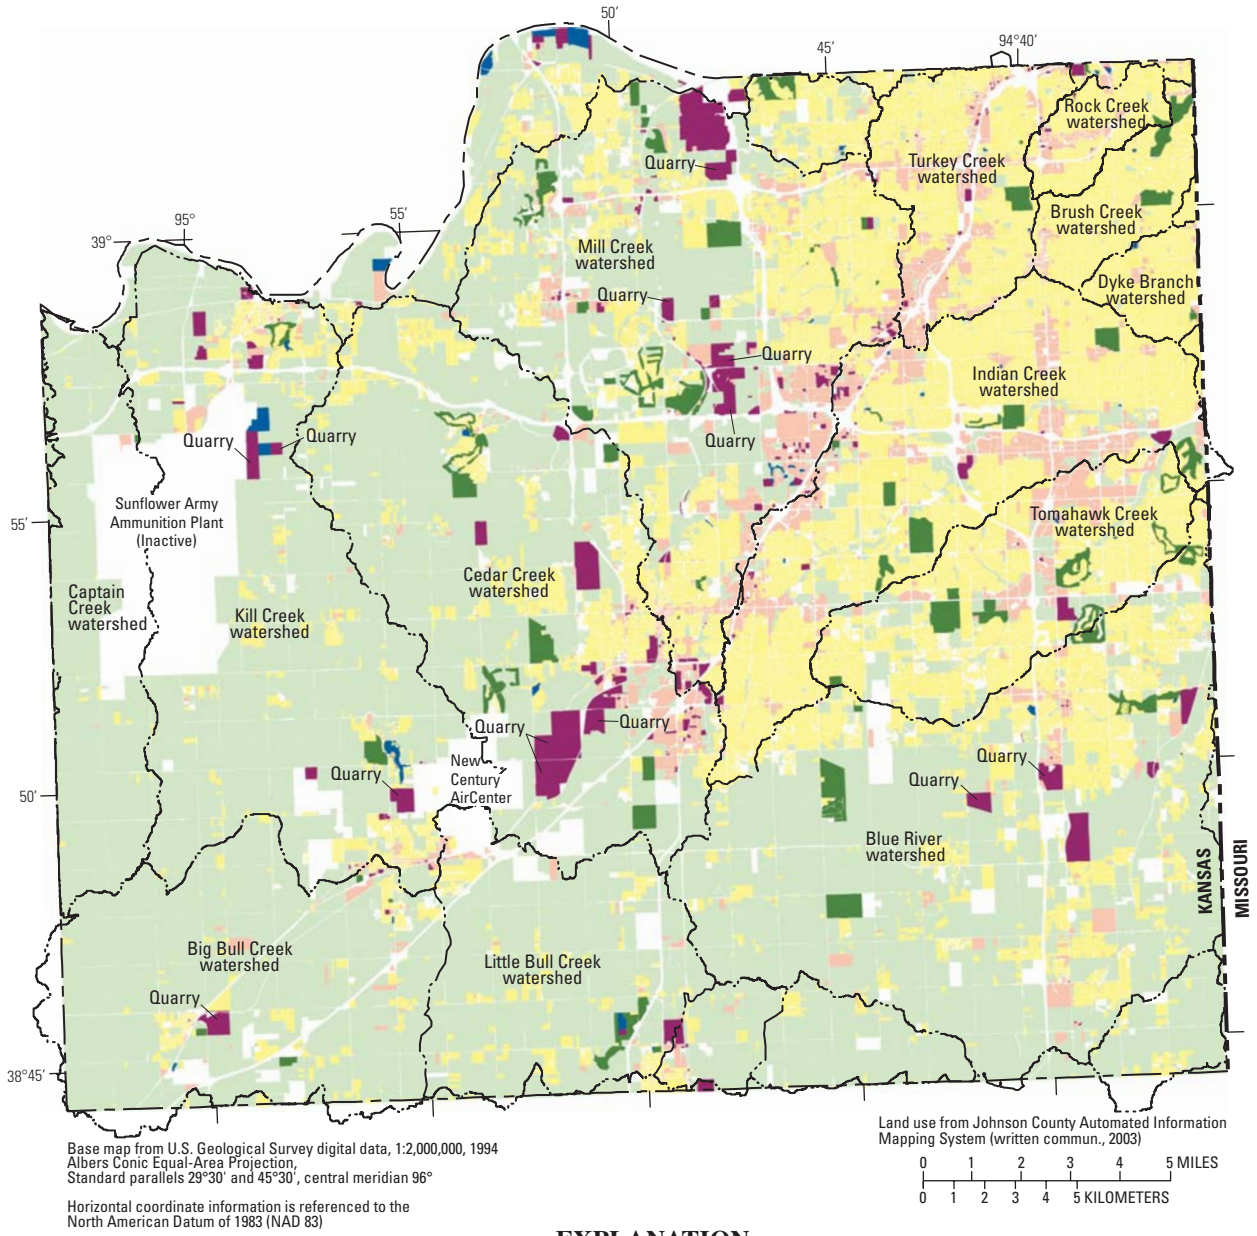 50'
45'
94°40'
Rock Creek
watershed
Quarry
Turkey Creek
watershed
95°
55'
39°
Brush Creek
watershed
Mill Creek
watershed
Dyke Branch
watershed
Quarry
Quarry
Indian Creek
watershed
Quarry
Quarry
Quarry
Sunflower Army
Ammunition Plant
(Inactive)
55'
Tomahawk Creek
watershed
Captain
Creek
watershed
Cedar Creek
watershed
Kill Creek
watershed
Quarry
Quarry
New
Century
AirCenter
Quarry
Quarry
Quarry
50'
Blue River
watershed
KANSAS
MISSOURI
Big Bull Creek
watershed
Little Bull Creek
watershed
Quarry
38°45'
Land use from Johnson County Automated Information
Mapping System (written commun., 2003)
Base map from U.S. Geological Survey digital data, 1:2,000,000, 1994
Albers Conic Equal-Area Projection,
Standard parallels 29°30' and 45°30', central meridian 96°
0 1 2 3 4 5 MILES
0 1 2 3 4 5 KILOMETERS
Horizontal coordinate information is referenced to the
North American Datum of 1983 (NAD 83)
EXPLANATION